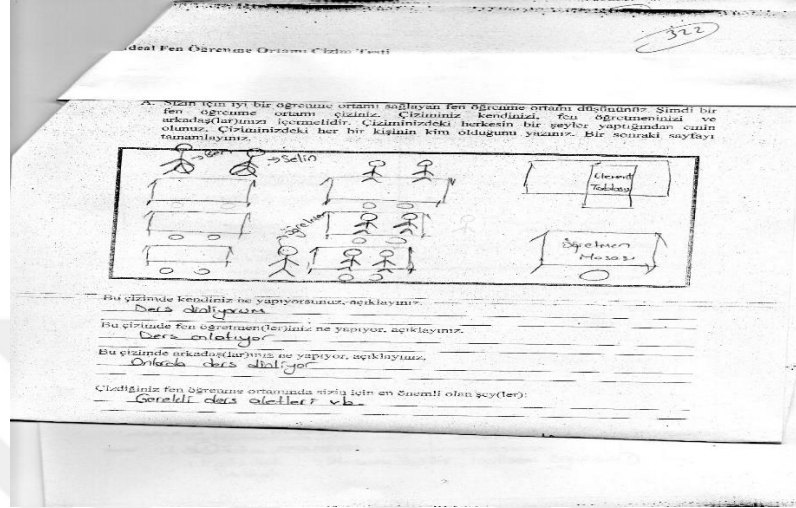 322
İdeal Fen Öğrenme Ortamı Çizim Testi
A. Sizin için iyi bir öğrenme ortamı sağlayan fen öğrenme ortamı düşününüz. Şimdi bir
fen öğrenme ortamı çiziniz. Çiziminiz kendinizi, fen öğretmeninizi ve
arkadaş(lar)ınızı içermelidir. Çiziminizdeki herkesin bir şeyler yaptığından emin
olunuz. Çiziminizdeki her bir kişinin kim olduğunu yazınız. Bir sonraki sayfayı
tamamlayınız.
Ben
Selin
Element
Tablosu
Öğretmen
Öğretmen
Masası
Bu çizimde kendiniz ne yapıyorsunuz, açıklayınız.
Ders dinliyorum
Bu çizimde fen öğretmen(ler)iniz ne yapıyor, açıklayınız.
Ders anlatıyor
Bu çizimde arkadaş(lar)ınız ne yapıyor, açıklayınız.
Onlarda ders dinliyor
Çizdiğiniz fen öğrenme ortamında sizin için en önemli olan şey(ler):
Gerekli ders aletleri vb.